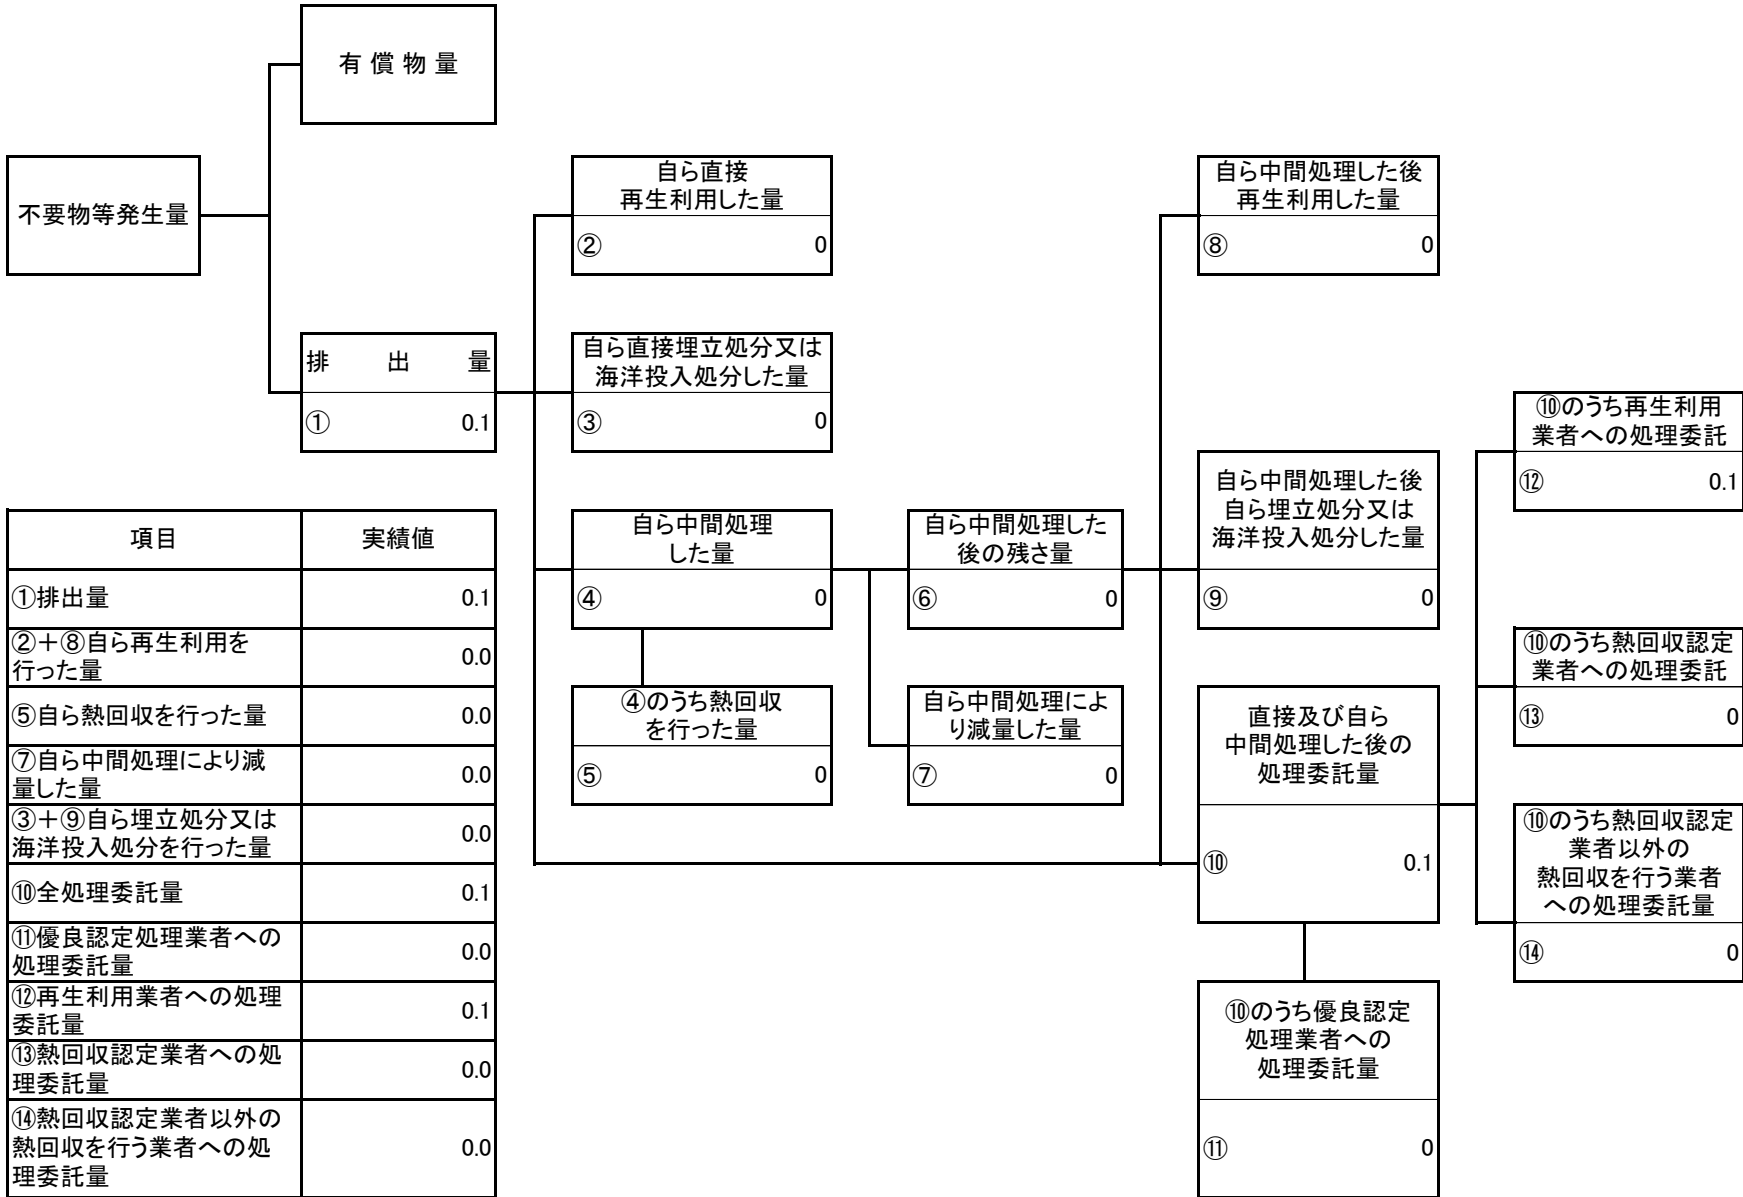 有 償 物 量
不要物等発生量
自ら直接
再生利用した量
② 0
自ら中間処理した後
再生利用した量
⑧ 0
排 出 量
① 0.1
自ら直接埋立処分又は
海洋投入処分した量
③ 0
⑩のうち再生利用
業者への処理委託
⑫ 0.1
自ら中間処理した後
自ら埋立処分又は
海洋投入処分した量
⑨ 0
自ら中間処理
した量
④ 0
自ら中間処理した
後の残さ量
⑥ 0
⑩のうち熱回収認定
業者への処理委託
⑬ 0
④のうち熱回収
を行った量
⑤ 0
自ら中間処理によ
り減量した量
⑦ 0
直接及び自ら
中間処理した後の
処理委託量
⑩ 0.1
⑩のうち熱回収認定
業者以外の
熱回収を行う業者
への処理委託量
⑭ 0
⑩のうち優良認定
処理業者への
処理委託量
⑪ 0
項目 実績値
①排出量 0.1
②＋⑧自ら再生利用を
行った量 0.0
⑤自ら熱回収を行った量 0.0
⑦自ら中間処理により減
量した量 0.0
③＋⑨自ら埋立処分又は
海洋投入処分を行った量 0.0
⑩全処理委託量 0.1
⑪優良認定処理業者への
処理委託量 0.0
⑫再生利用業者への処理
委託量 0.1
⑬熱回収認定業者への処
理委託量 0.0
⑭熱回収認定業者以外の
熱回収を行う業者への処
理委託量 0.0